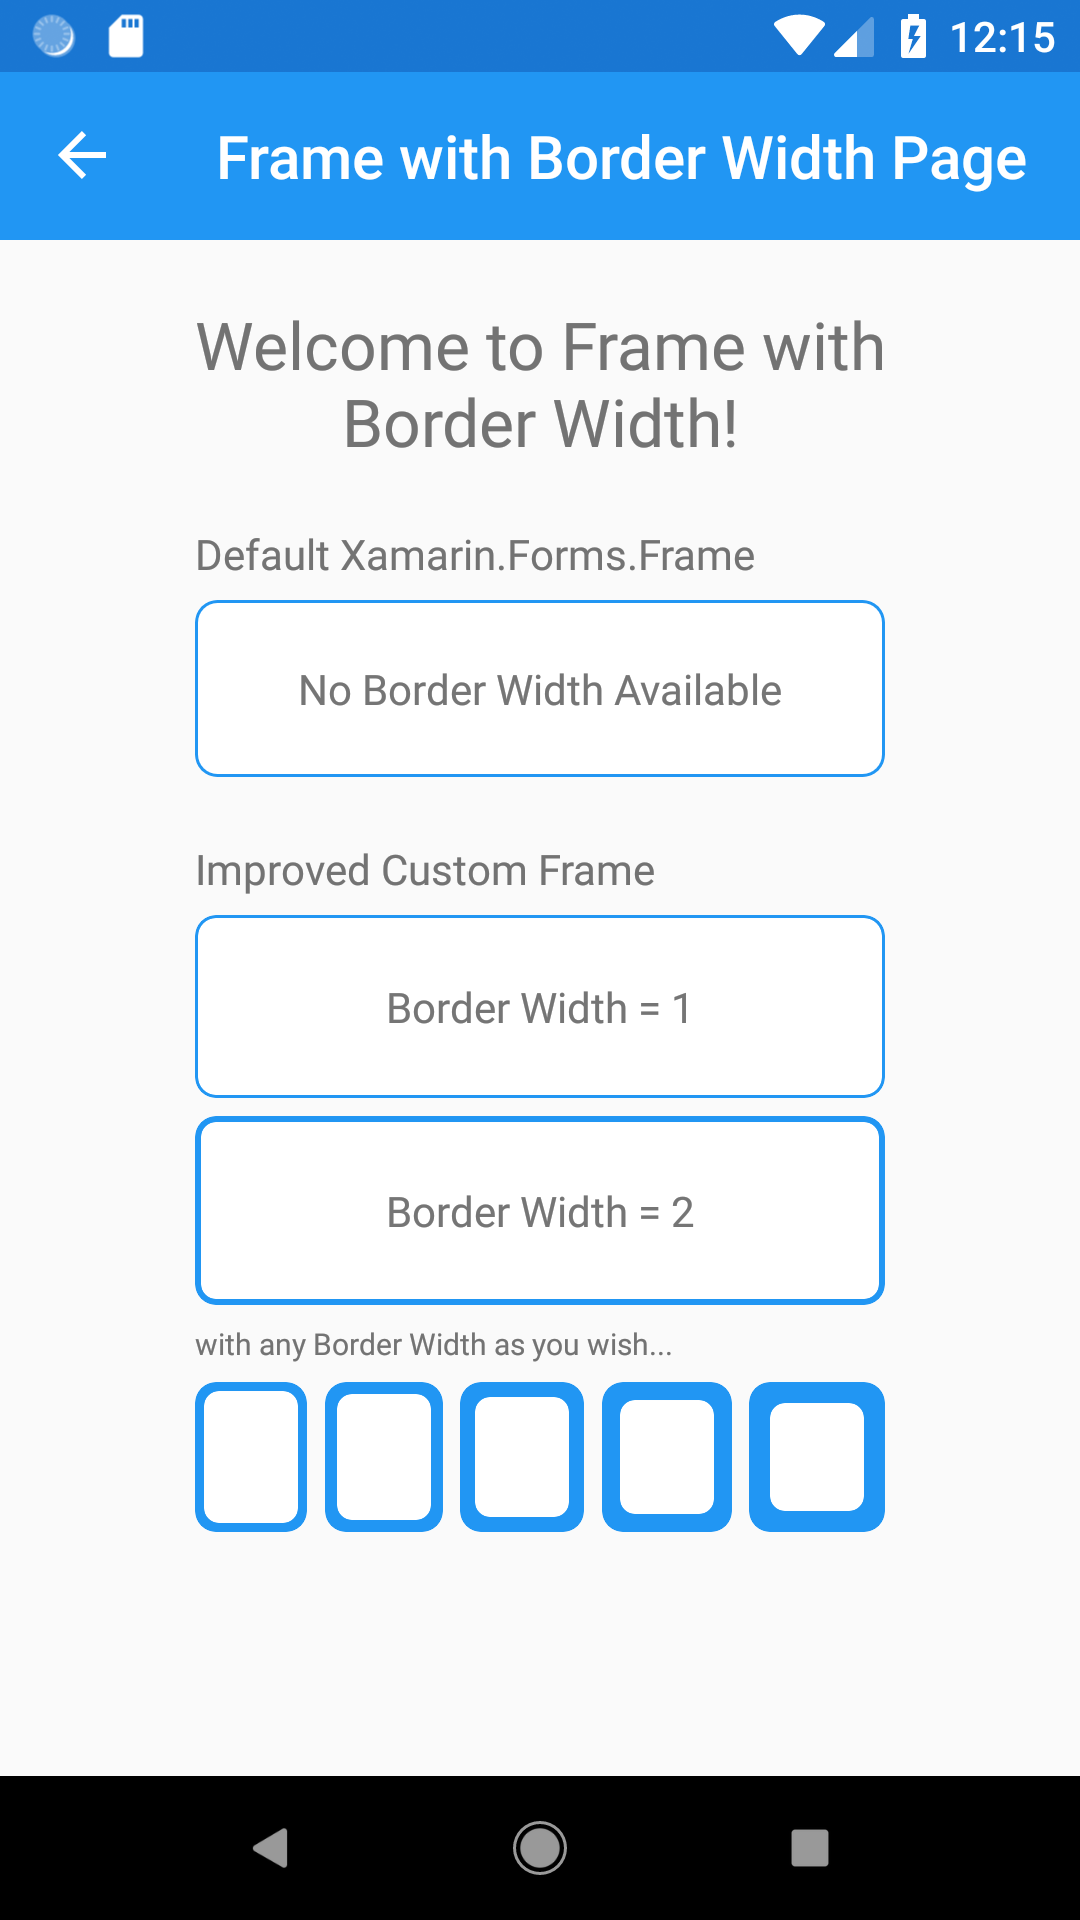 12:15
Frame with Border Width Page
Welcome to Frame with
Border Width!
Default Xamarin.Forms.Frame
No Border Width Available
Improved Custom Frame
Border Width = 1
Border Width = 2
with any Border Width as you wish...